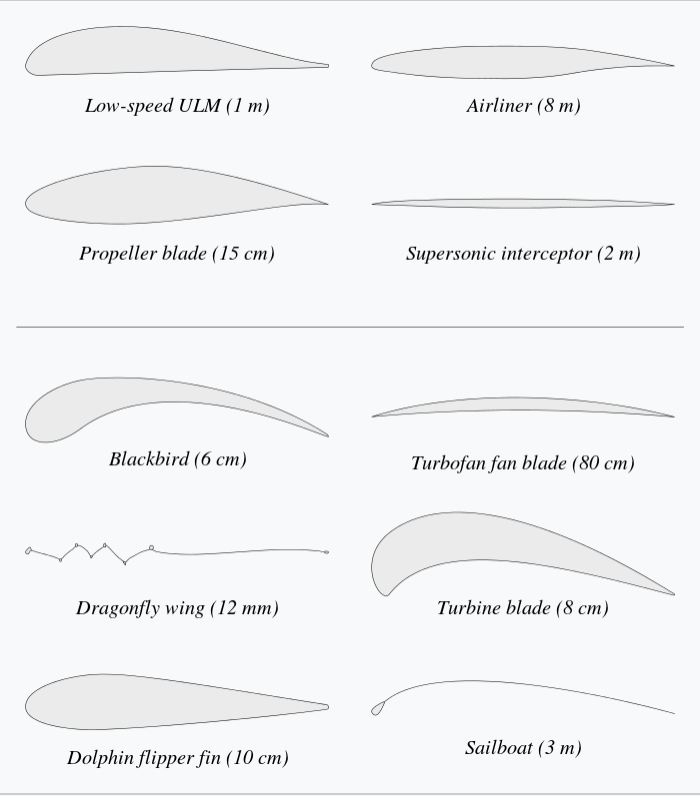 Low-speed ULM (1 m)
Airliner (8 m)
Propeller blade (15 cm)
Supersonic interceptor (2 m)
Blackbird (6 cm)
Turbofan fan blade (80 cm)
Dragonfly wing (12 mm)
Turbine blade (8 cm)
Dolphin flipper fin (10 cm)
Sailboat (3 m)